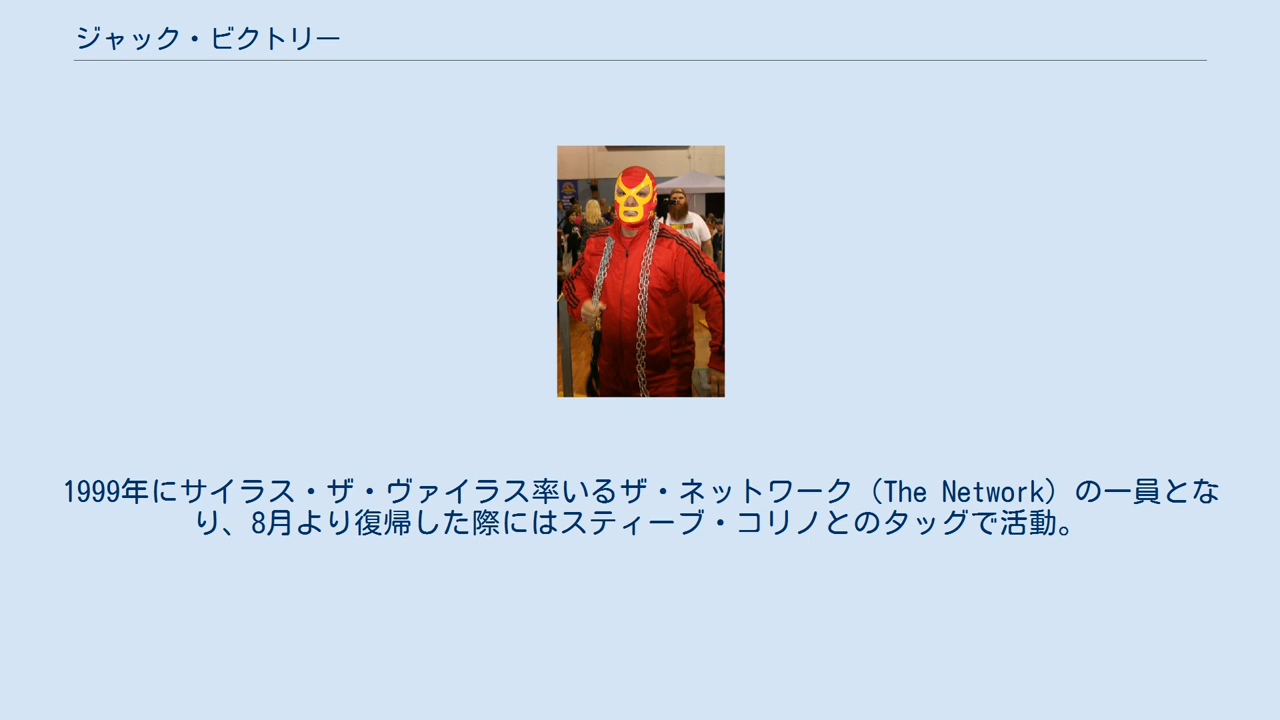 ジャック・ビクトリー
1999年にサイラス・ザ・ヴァイラス率いるザ・ネットワーク（The Network）の一員とな
り、8月より復帰した際にはスティーブ・コリノとのタッグで活動。